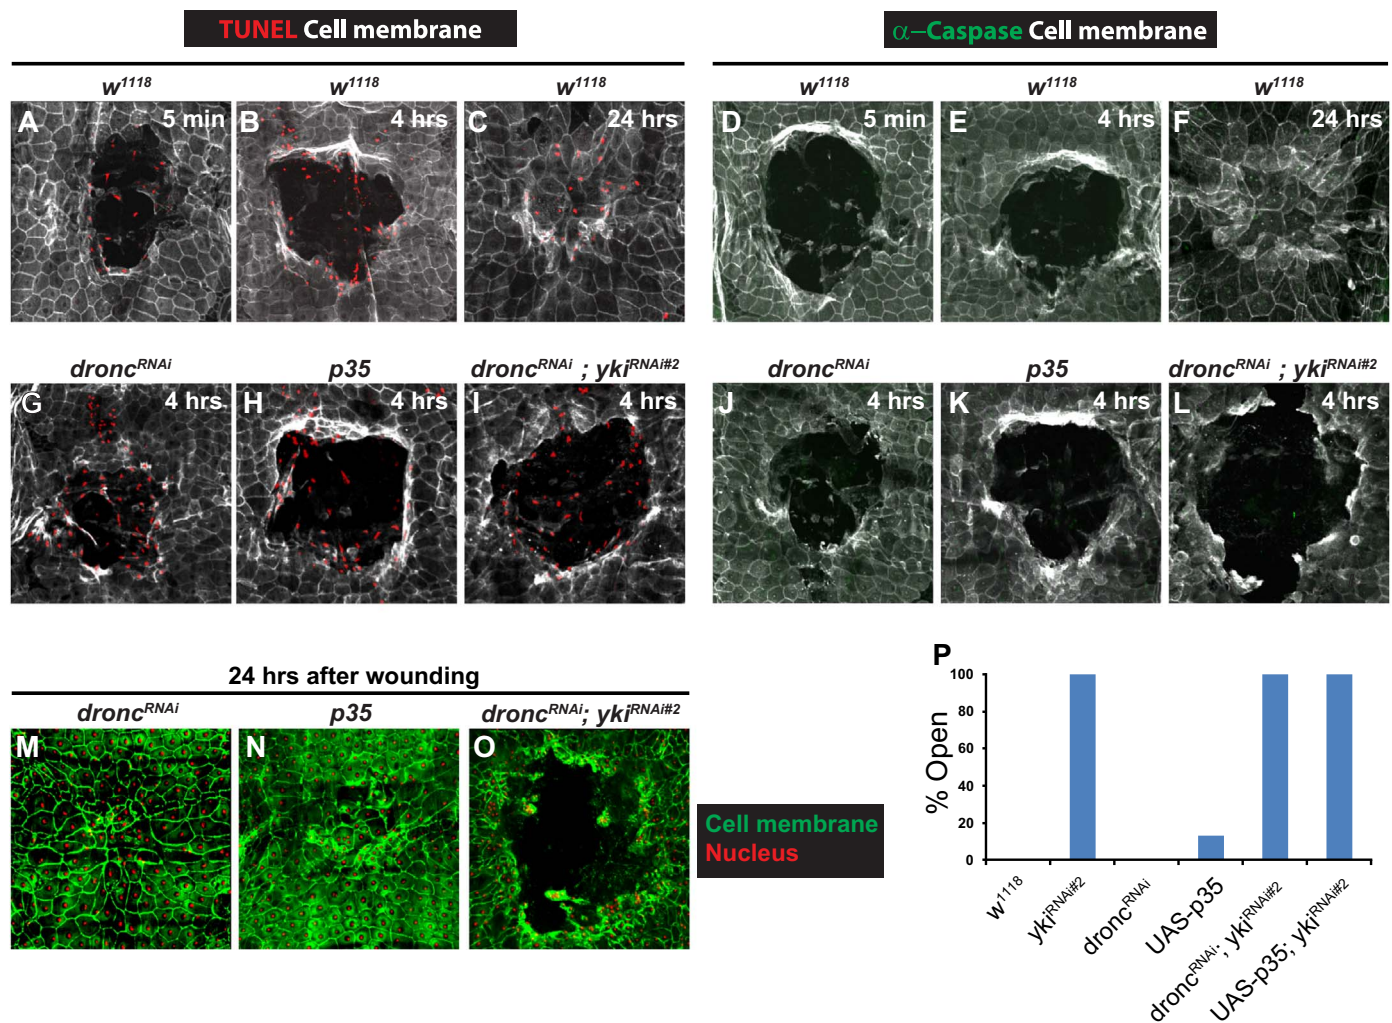 TUNEL Cell membrane
α–Caspase Cell membrane
w1118 w1118 w1118 w1118 w1118 w1118
A 5 min B 4 hrs C 24 hrs D 5 min E 4 hrs F 24 hrs
droncRNAi p35 droncRNAi ; ykiRNAi#2 droncRNAi p35 droncRNAi ; ykiRNAi#2
G 4 hrs H 4 hrs I 4 hrs J 4 hrs K 4 hrs L 4 hrs
24 hrs after wounding
droncRNAi p35 droncRNAi; ykiRNAi#2
M N O
Cell membrane
Nucleus
P
% Open
100
80
60
40
20
0
w1118
ykiRNAi#2
droncRNAi
UAS-p35
droncRNAi; ykiRNAi#2
UAS-p35; ykiRNAi#2